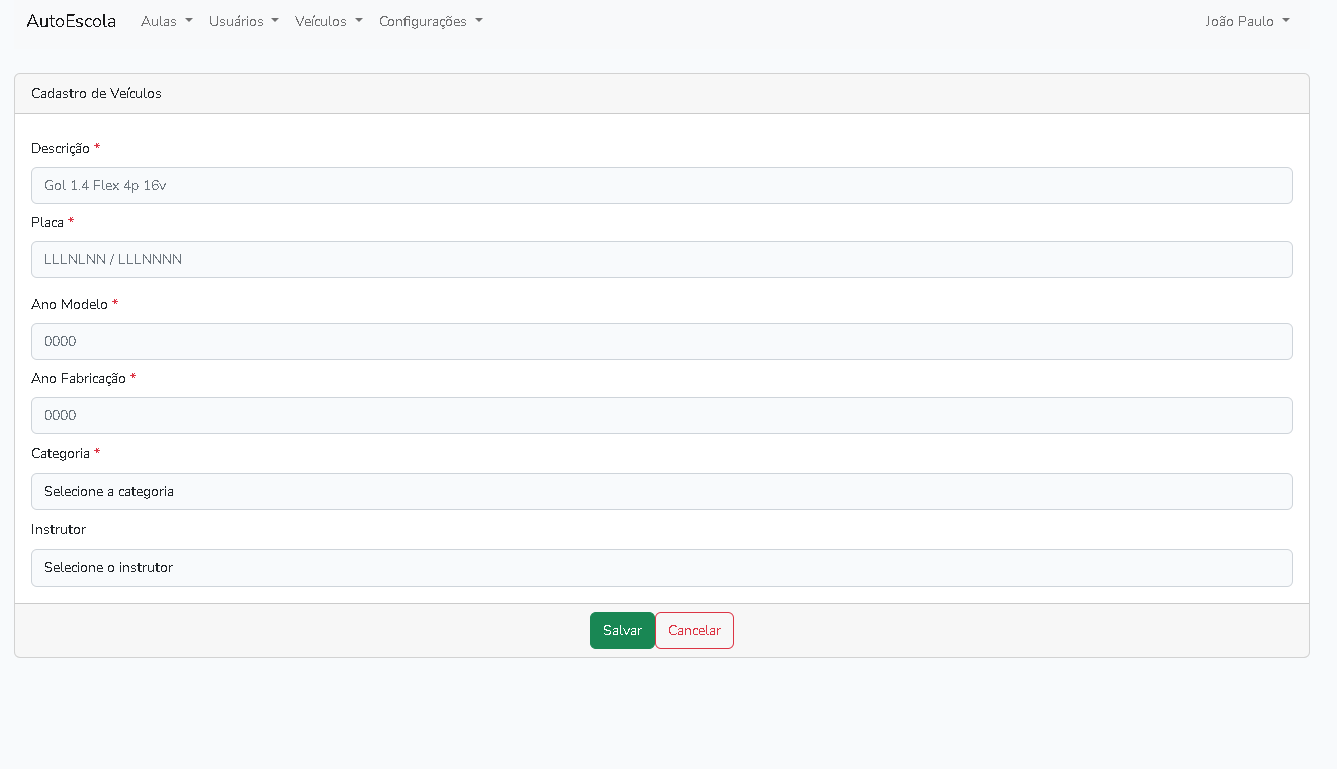 AutoEscola Aulas Usuários Veículos Configurações João Paulo
Cadastro de Veículos
Descrição *
Gol 1.4 Flex 4p 16v
Placa *
LLLNLNN / LLLNNNN
Ano Modelo *
0000
Ano Fabricação *
0000
Categoria *
Selecione a categoria
Instrutor
Selecione o instrutor
Salvar Cancelar